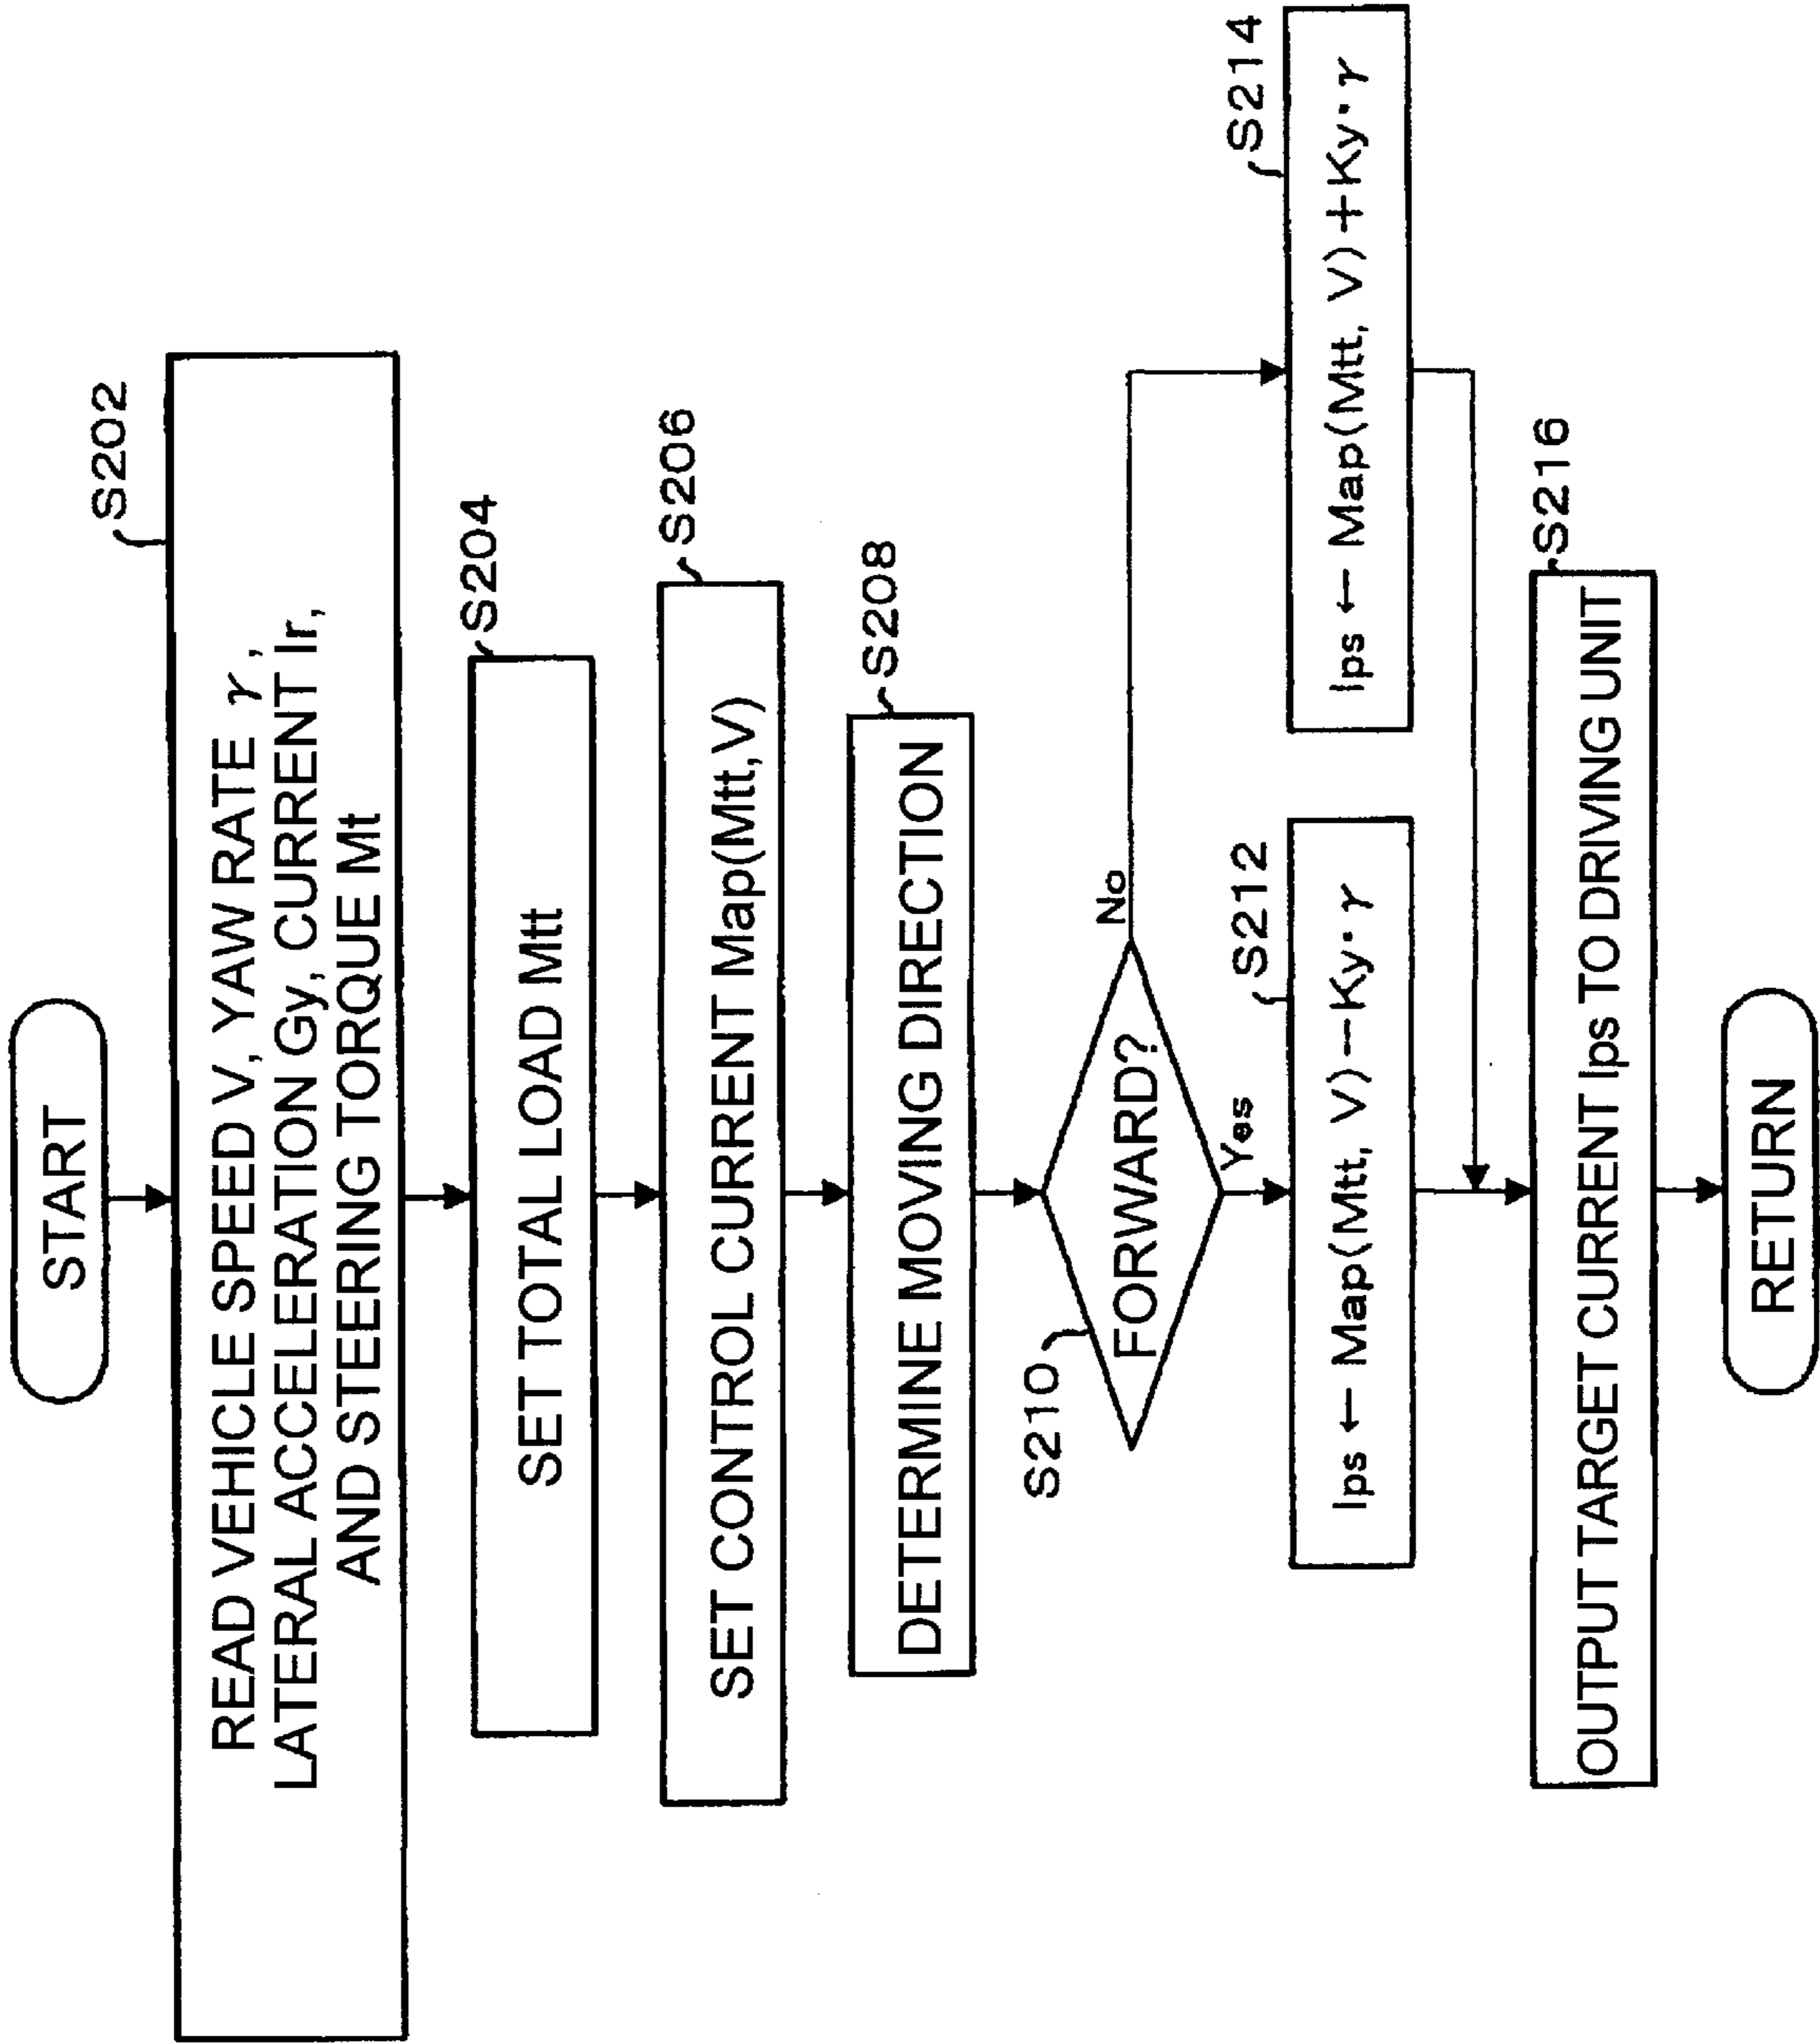 START
S202
READ VEHICLE SPEED V, YAW RATE γ,
LATERAL ACCELERATION Gy, CURRENT Ir,
AND STEERING TORQUE Mt
S204
SET TOTAL LOAD Mtt
S206
SET CONTROL CURRENT Map(Mtt,V)
S208
DETERMINE MOVING DIRECTION
S210
FORWARD?
No
Yes
S212
Ips ← Map(Mtt, V)−Ky·γ
S214
Ips ← Map(Mtt, V)+Ky·γ
S216
OUTPUT TARGET CURRENT Ips TO DRIVING UNIT
RETURN